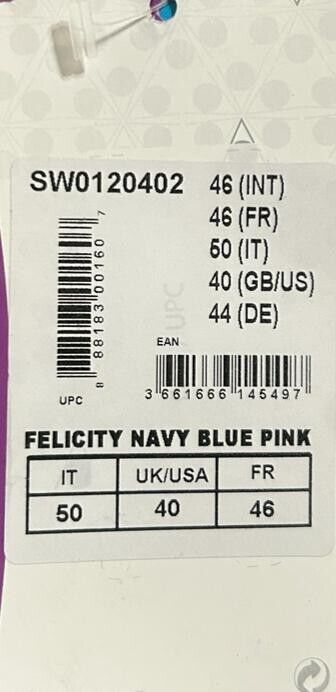 SW0120402
46 (INT)
46 (FR)
50 (IT)
40 (GB/US)
44 (DE)
8 88183 00160 7
UPC
UPC
EAN
3 661666 145497
FELICITY NAVY BLUE PINK
IT UK/USA FR
50 40 46